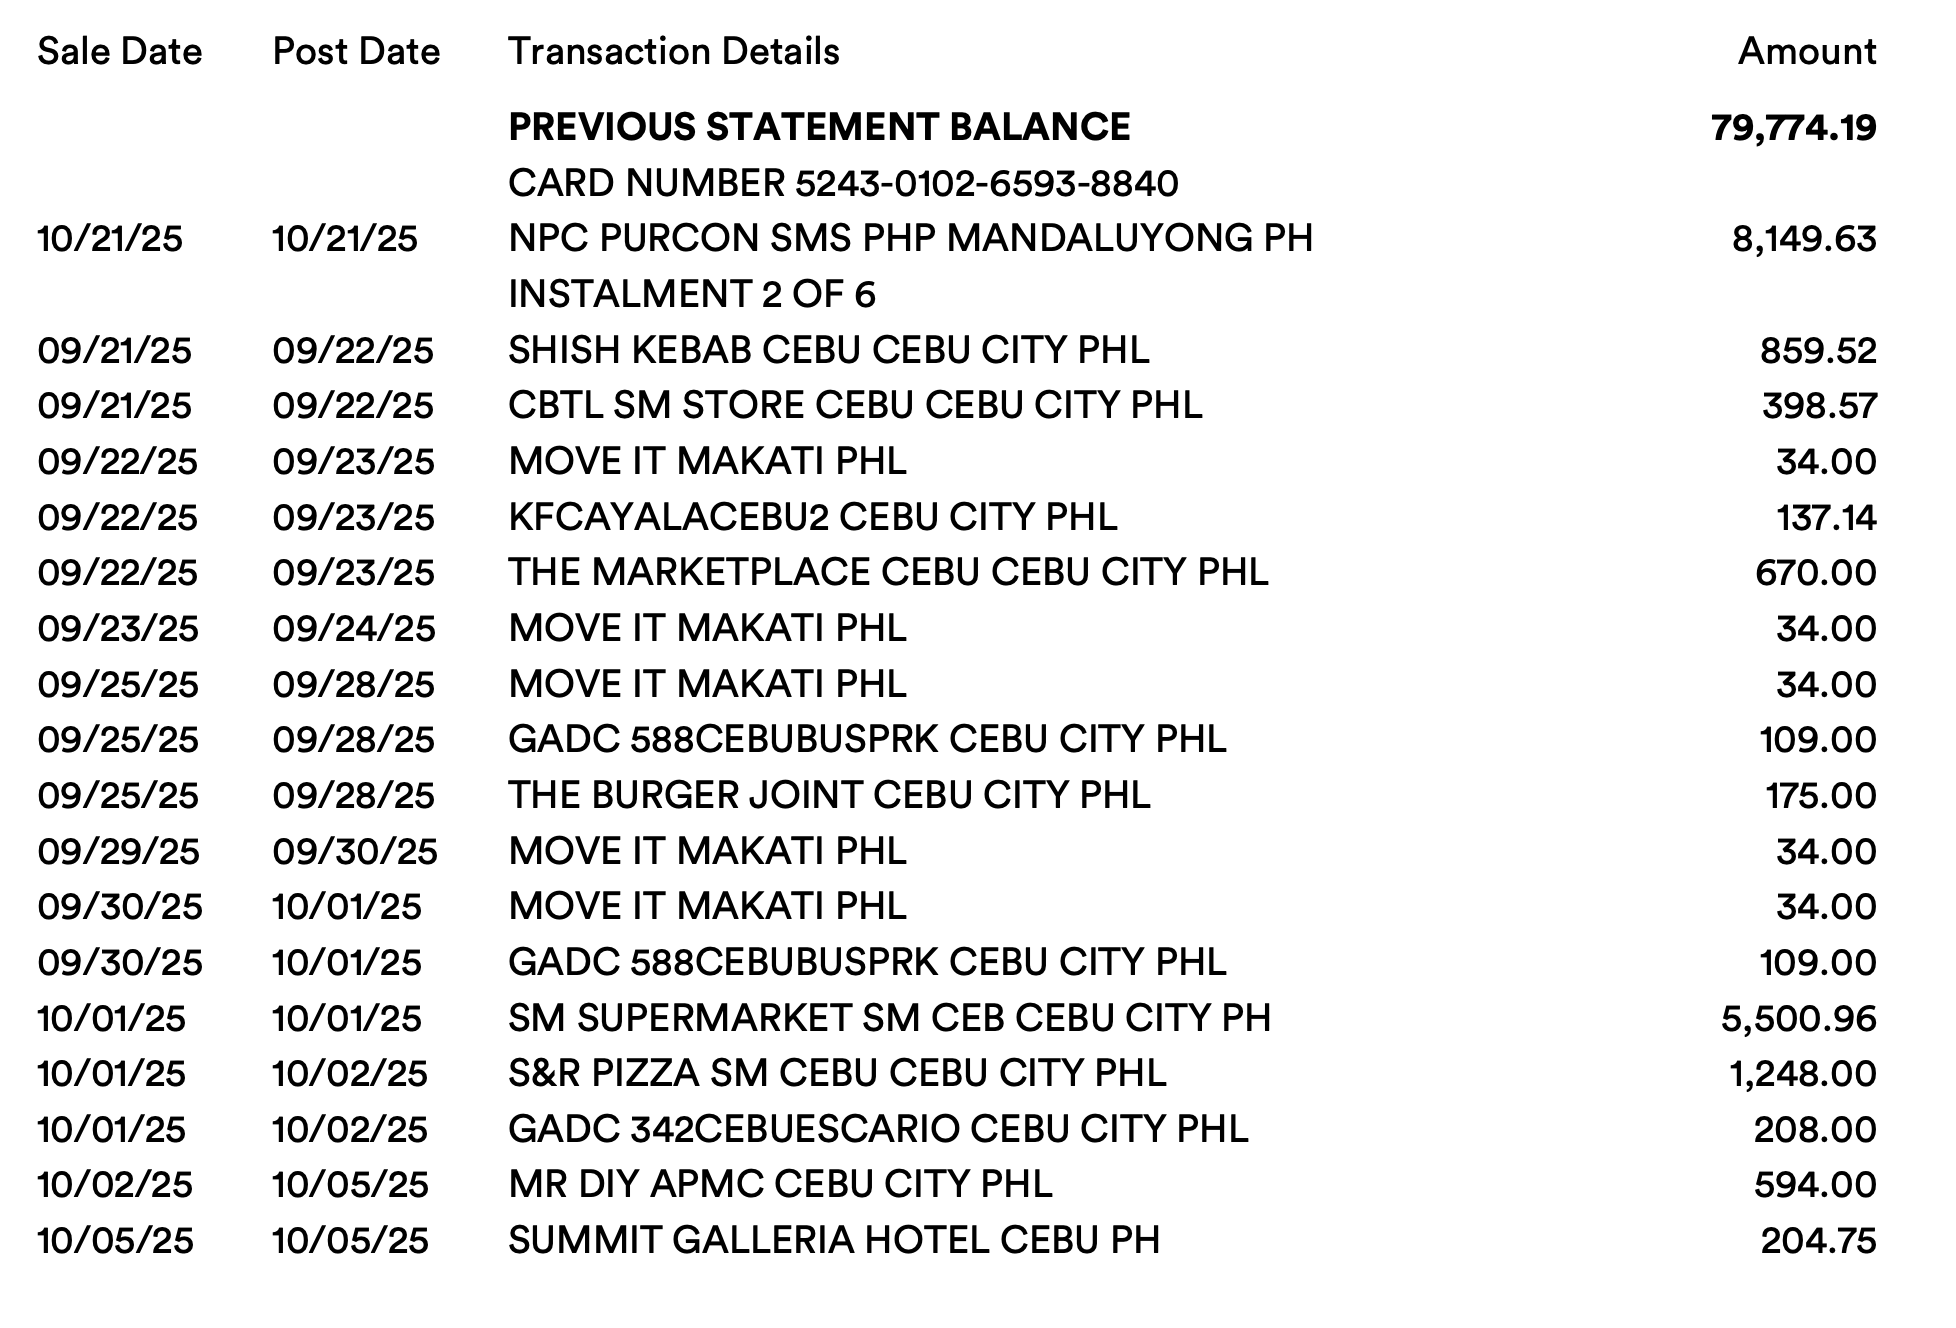 Sale Date Post Date Transaction Details Amount
PREVIOUS STATEMENT BALANCE 79,774.19
CARD NUMBER 5243-0102-6593-8840
10/21/25 10/21/25 NPC PURCON SMS PHP MANDALUYONG PH 8,149.63
INSTALMENT 2 OF 6
09/21/25 09/22/25 SHISH KEBAB CEBU CEBU CITY PHL 859.52
09/21/25 09/22/25 CBTL SM STORE CEBU CEBU CITY PHL 398.57
09/22/25 09/23/25 MOVE IT MAKATI PHL 34.00
09/22/25 09/23/25 KFCAYALACEBU2 CEBU CITY PHL 137.14
09/22/25 09/23/25 THE MARKETPLACE CEBU CEBU CITY PHL 670.00
09/23/25 09/24/25 MOVE IT MAKATI PHL 34.00
09/25/25 09/28/25 MOVE IT MAKATI PHL 34.00
09/25/25 09/28/25 GADC 588CEBUBUSPRK CEBU CITY PHL 109.00
09/25/25 09/28/25 THE BURGER JOINT CEBU CITY PHL 175.00
09/29/25 09/30/25 MOVE IT MAKATI PHL 34.00
09/30/25 10/01/25 MOVE IT MAKATI PHL 34.00
09/30/25 10/01/25 GADC 588CEBUBUSPRK CEBU CITY PHL 109.00
10/01/25 10/01/25 SM SUPERMARKET SM CEB CEBU CITY PH 5,500.96
10/01/25 10/02/25 S&R PIZZA SM CEBU CEBU CITY PHL 1,248.00
10/01/25 10/02/25 GADC 342CEBUESCARIO CEBU CITY PHL 208.00
10/02/25 10/05/25 MR DIY APMC CEBU CITY PHL 594.00
10/05/25 10/05/25 SUMMIT GALLERIA HOTEL CEBU PH 204.75